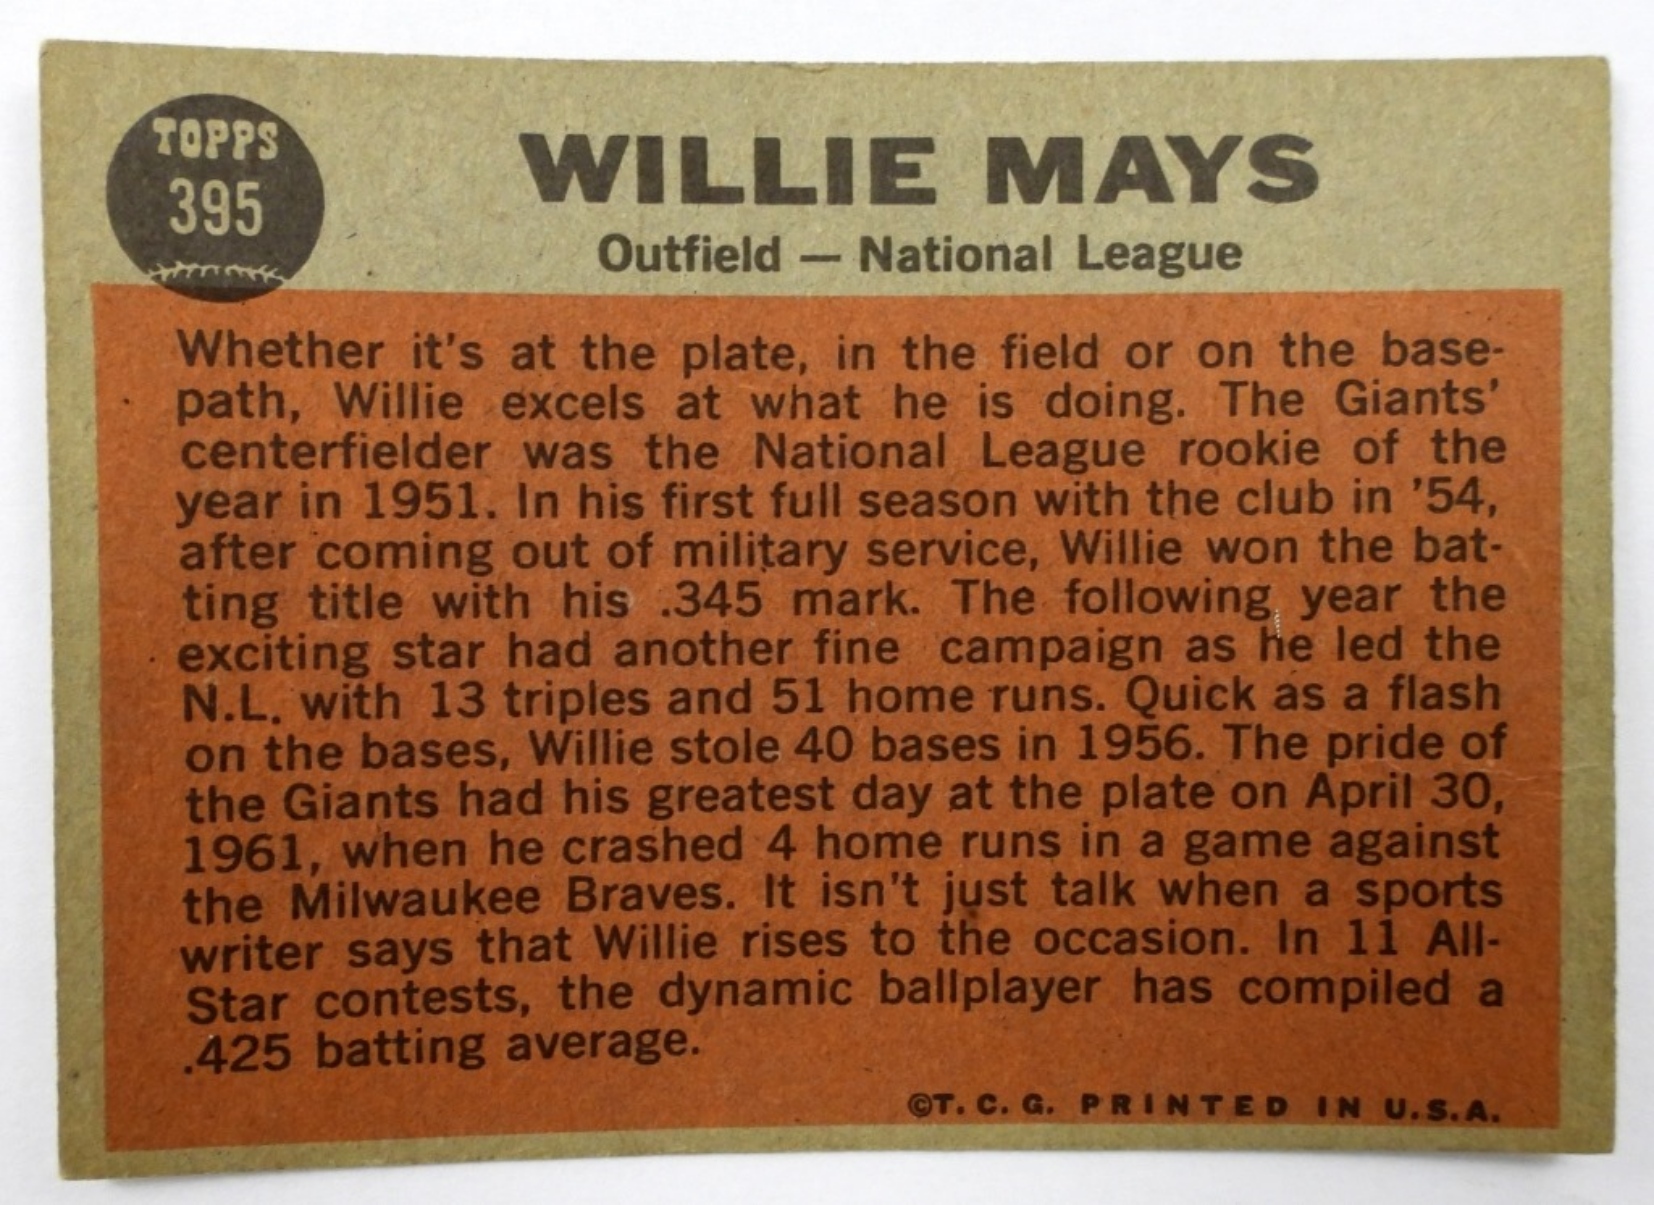 TOPPS
395
WILLIE MAYS
Outfield — National League
Whether it's at the plate, in the field or on the base-
path, Willie excels at what he is doing. The Giants'
centerfielder was the National League rookie of the
year in 1951. In his first full season with the club in '54,
after coming out of military service, Willie won the bat-
ting title with his .345 mark. The following year the
exciting star had another fine campaign as he led the
N.L. with 13 triples and 51 home runs. Quick as a flash
on the bases, Willie stole 40 bases in 1956. The pride of
the Giants had his greatest day at the plate on April 30,
1961, when he crashed 4 home runs in a game against
the Milwaukee Braves. It isn't just talk when a sports
writer says that Willie rises to the occasion. In 11 All-
Star contests, the dynamic ballplayer has compiled a
.425 batting average.
©T. C. G. PRINTED IN U.S.A.